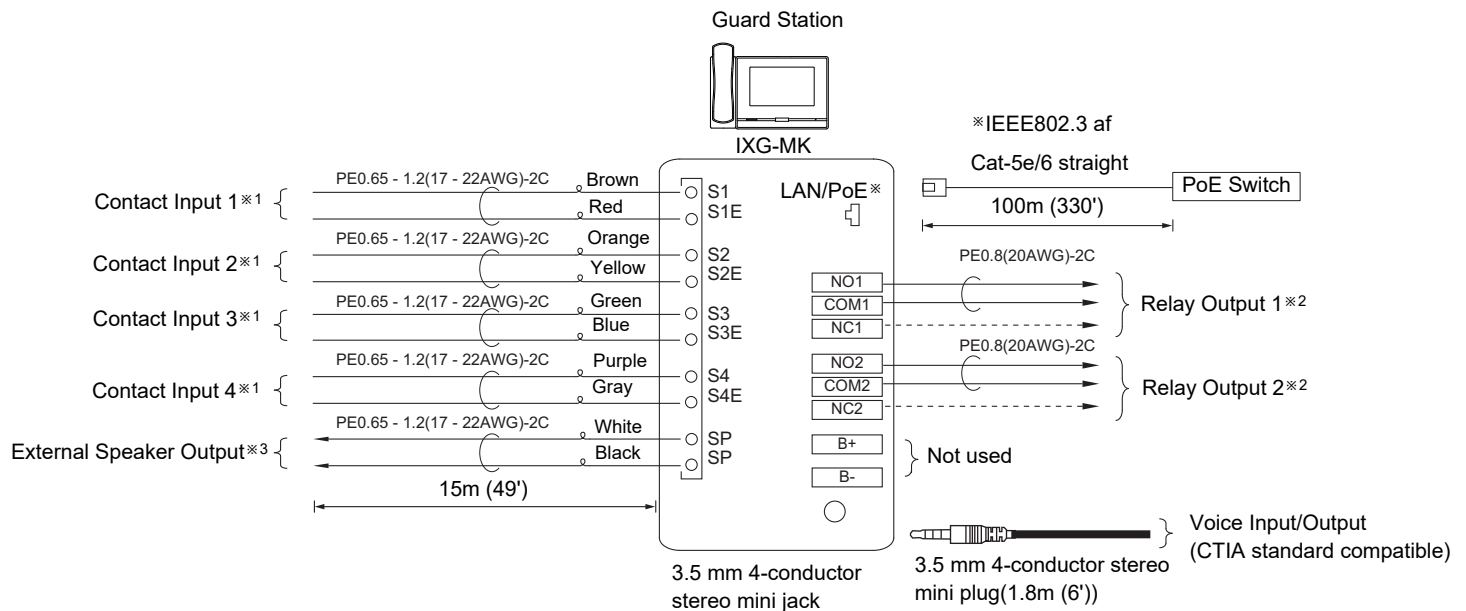 Guard Station
IXG-MK
※IEEE802.3 af
Cat-5e/6 straight
PoE Switch
100m (330')
LAN/PoE※
Contact Input 1※1
PE0.65 - 1.2(17 - 22AWG)-2C
Brown
Red
S1
S1E
Contact Input 2※1
PE0.65 - 1.2(17 - 22AWG)-2C
Orange
Yellow
S2
S2E
Contact Input 3※1
PE0.65 - 1.2(17 - 22AWG)-2C
Green
Blue
S3
S3E
Contact Input 4※1
PE0.65 - 1.2(17 - 22AWG)-2C
Purple
Gray
S4
S4E
External Speaker Output※3
PE0.65 - 1.2(17 - 22AWG)-2C
White
Black
SP
SP
15m (49')
PE0.8(20AWG)-2C
NO1
COM1
NC1
Relay Output 1※2
PE0.8(20AWG)-2C
NO2
COM2
NC2
Relay Output 2※2
B+
B-
Not used
3.5 mm 4-conductor
stereo mini jack
3.5 mm 4-conductor stereo
mini plug(1.8m (6'))
Voice Input/Output
(CTIA standard compatible)